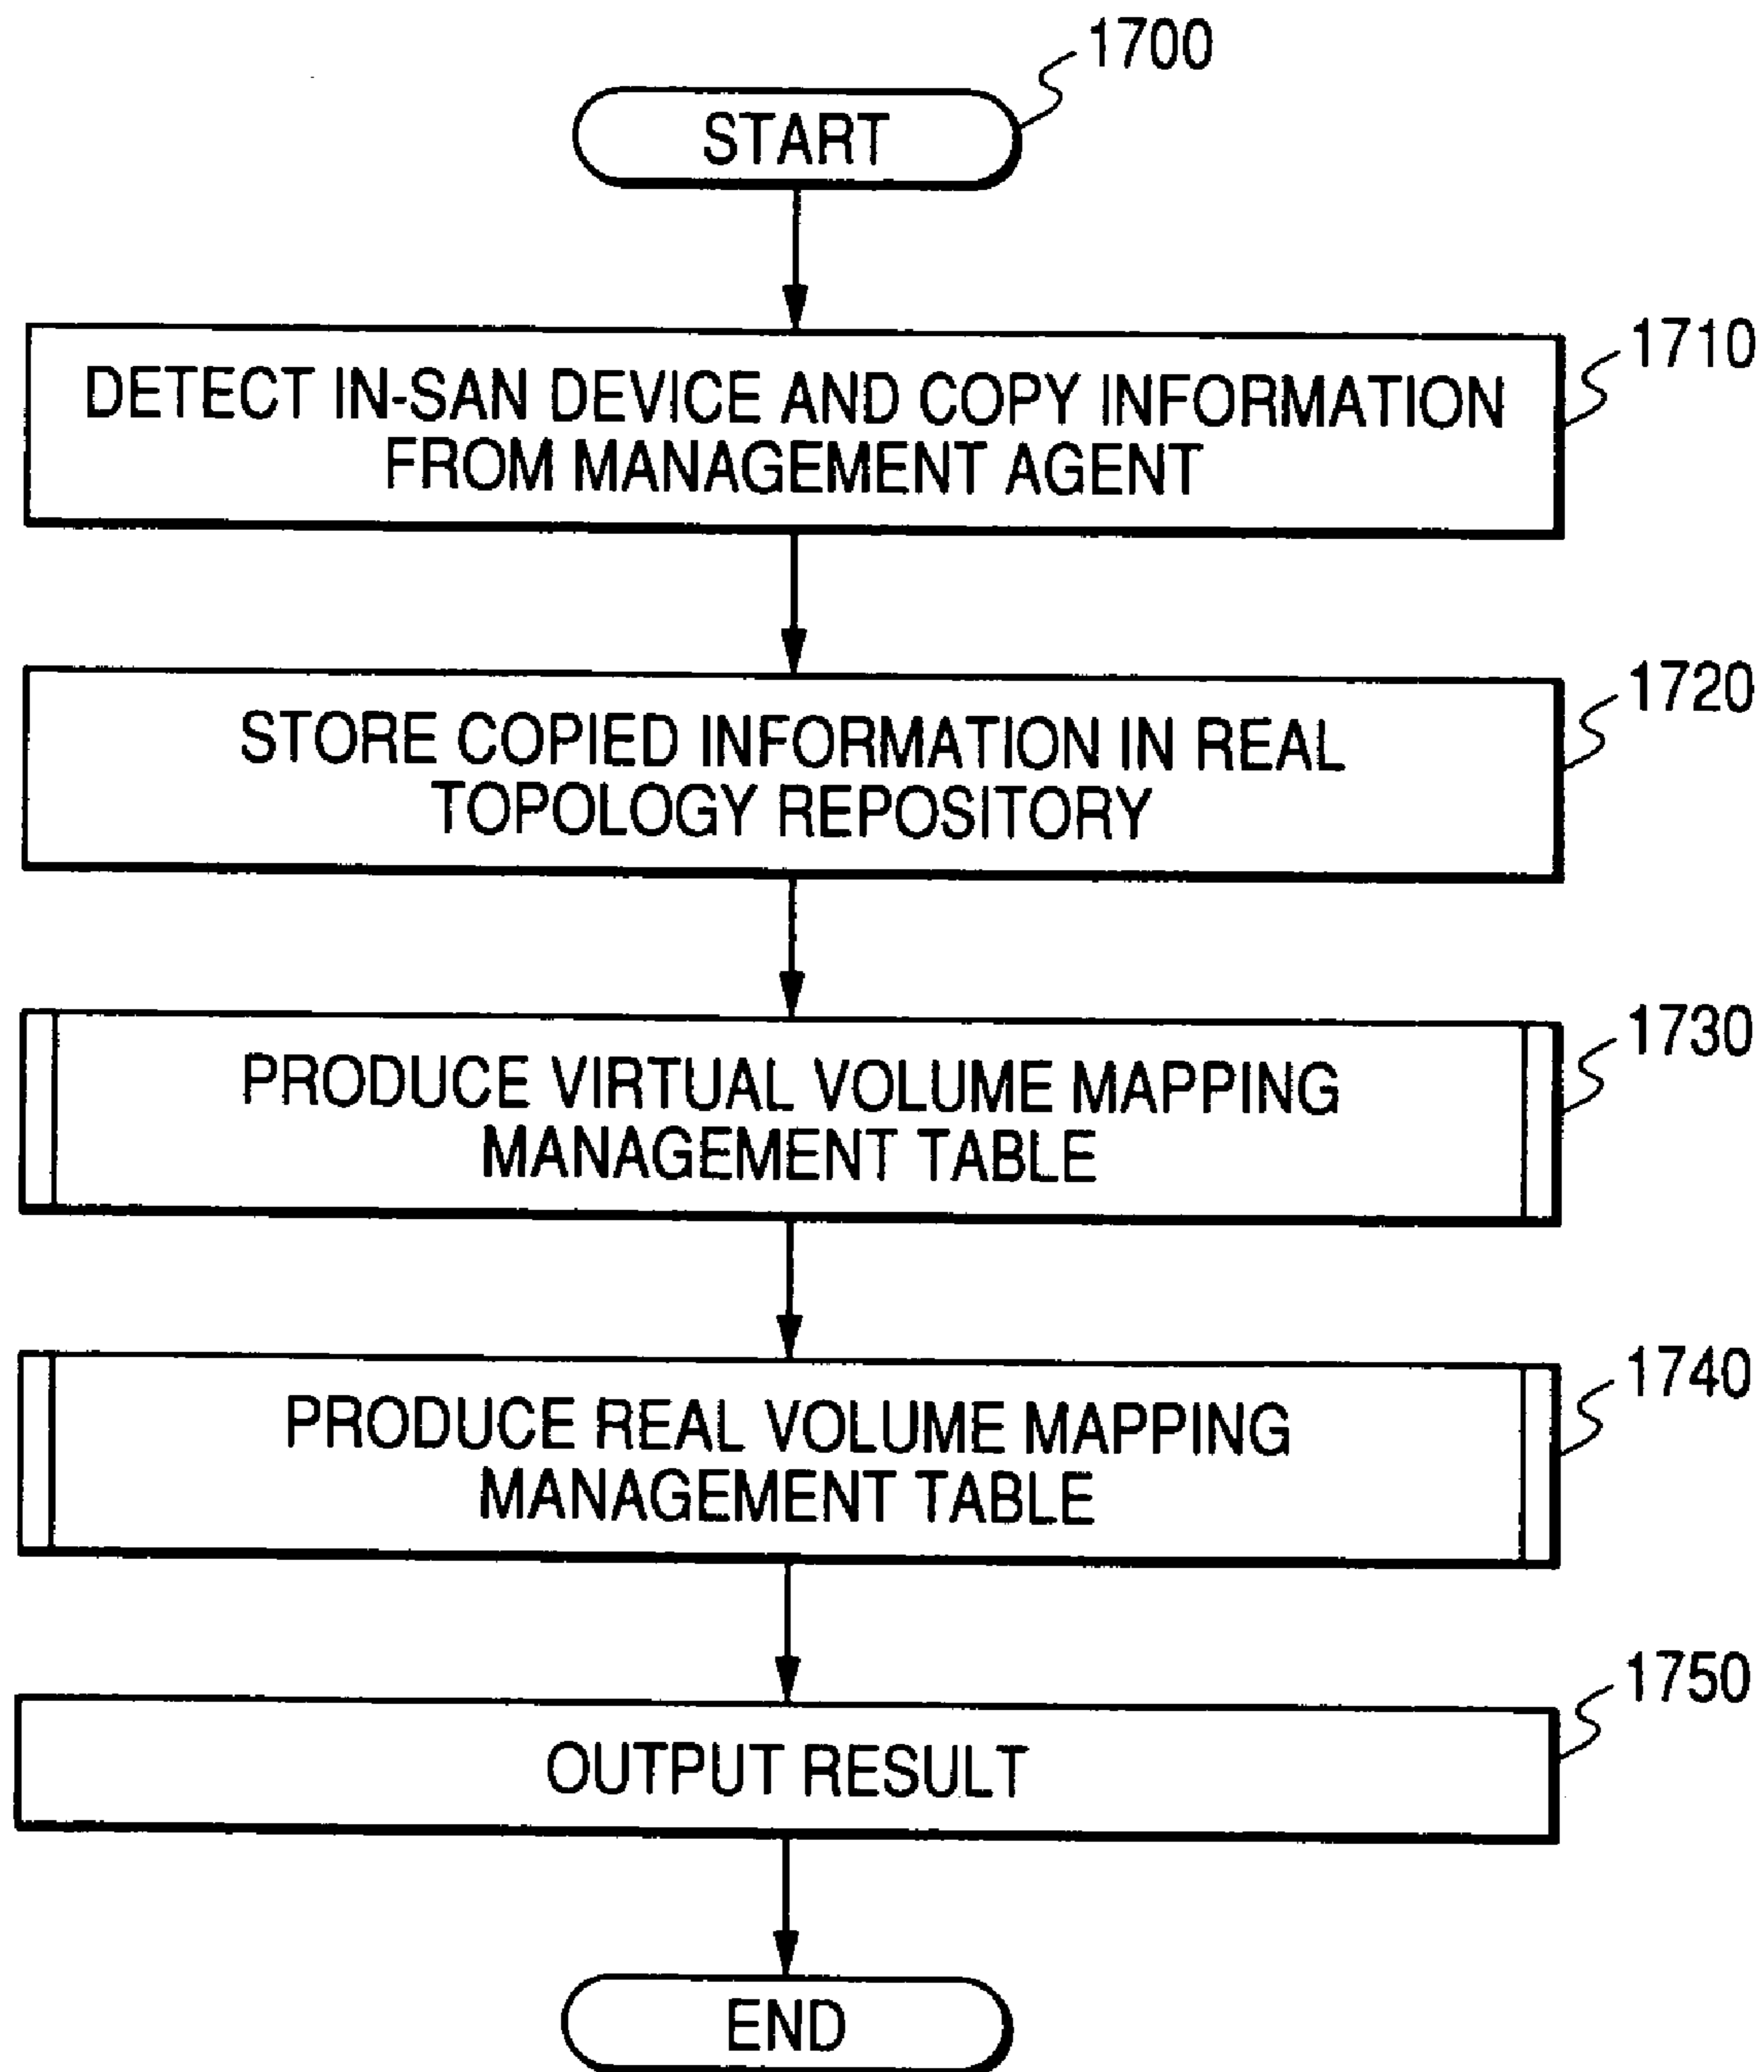 1700
START
1710
DETECT IN-SAN DEVICE AND COPY INFORMATION
FROM MANAGEMENT AGENT
1720
STORE COPIED INFORMATION IN REAL
TOPOLOGY REPOSITORY
1730
PRODUCE VIRTUAL VOLUME MAPPING
MANAGEMENT TABLE
1740
PRODUCE REAL VOLUME MAPPING
MANAGEMENT TABLE
1750
OUTPUT RESULT
END